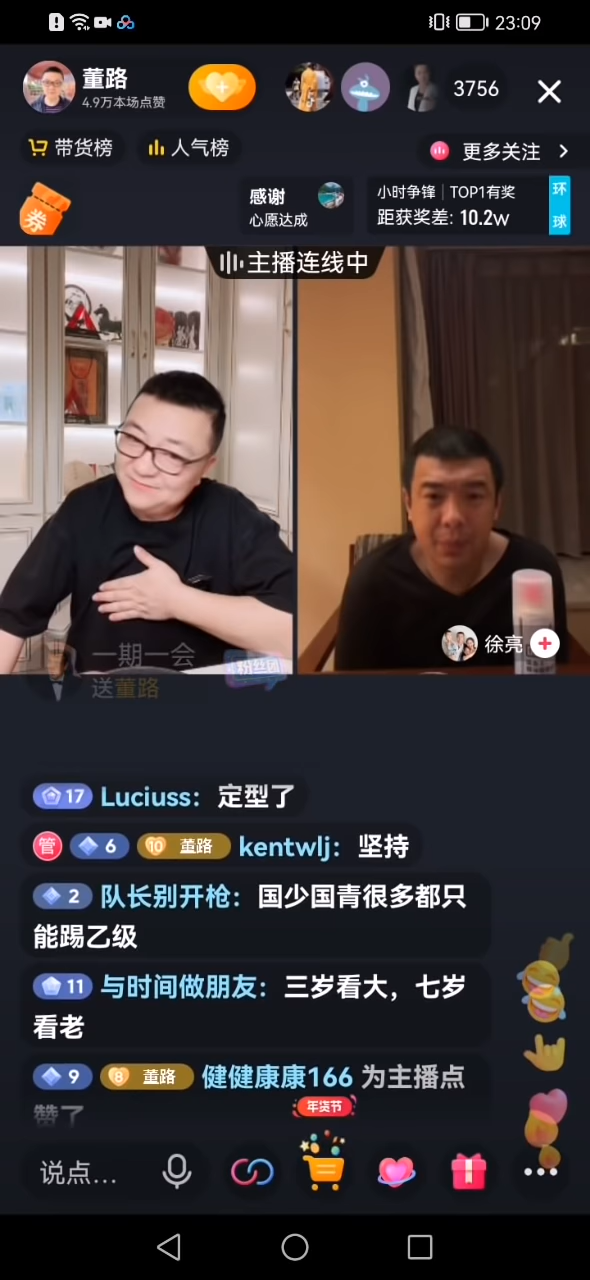 23:09
董路
4.9万本场点赞
3756
带货榜
人气榜
更多关注
券
感谢
心愿达成
小时争锋 | TOP1有奖
距获奖差: 10.2w
环
球
主播连线中
徐亮
一期一会
送董路
粉丝团
17 Luciuss： 定型了
管 6 10 董路 kentwlj： 坚持
2 队长别开枪： 国少国青很多都只
能踢乙级
11 与时间做朋友： 三岁看大，七岁
看老
9 8 董路 健健康康166 为主播点
赞了
年货节
说点...